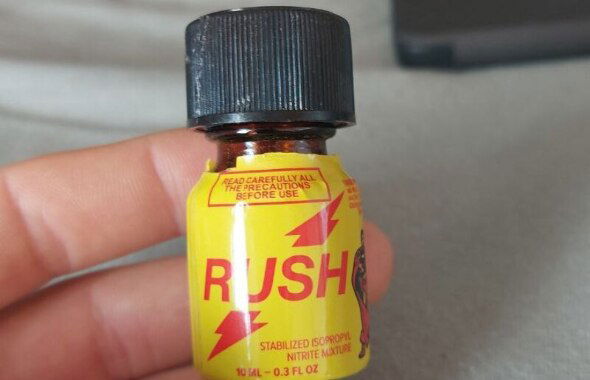 READ CAREFULLY ALL
THE PRECAUTIONS
BEFORE USE
RUSH
STABILIZED ISOPROPYL
NITRITE MIXTURE
10 ML - 0.3 FL OZ